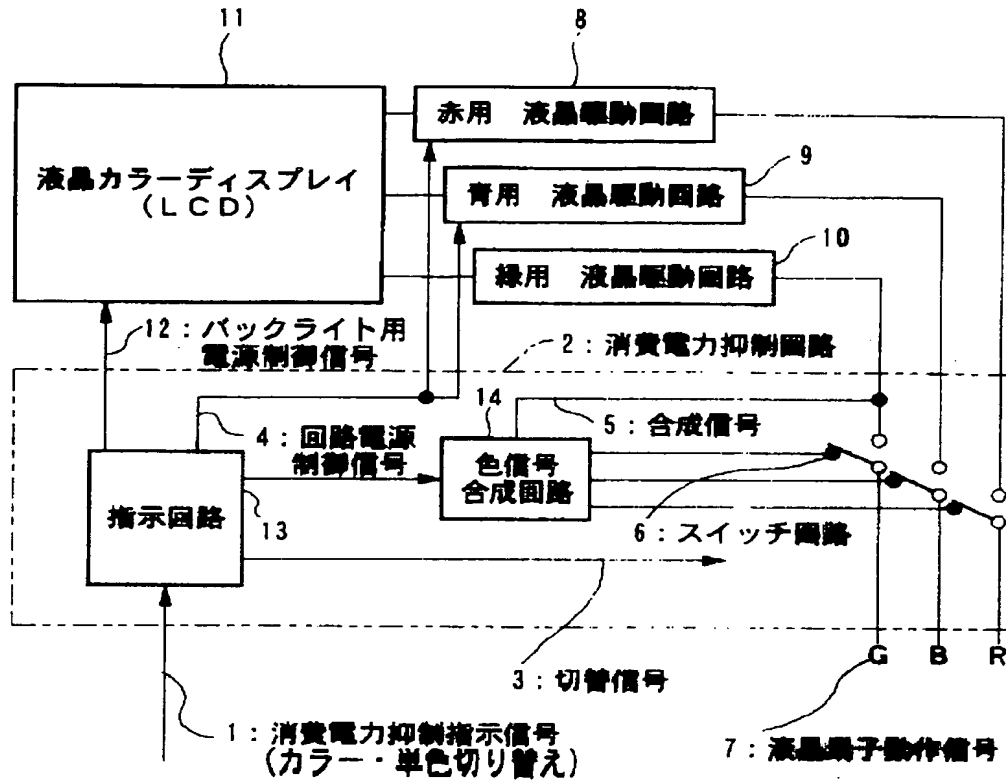 11
8
赤用 液晶駆動回路
9
液晶カラーディスプレイ
(LCD)
青用 液晶駆動回路
10
緑用 液晶駆動回路
12:バックライト用
電源制御信号
2:消費電力抑制回路
14
5:合成信号
4:回路電源
制御信号
色信号
合成回路
指示回路
13
6:スイッチ回路
G B R
3:切替信号
1:消費電力抑制指示信号
(カラー・単色切り替え)
7:液晶端子動作信号